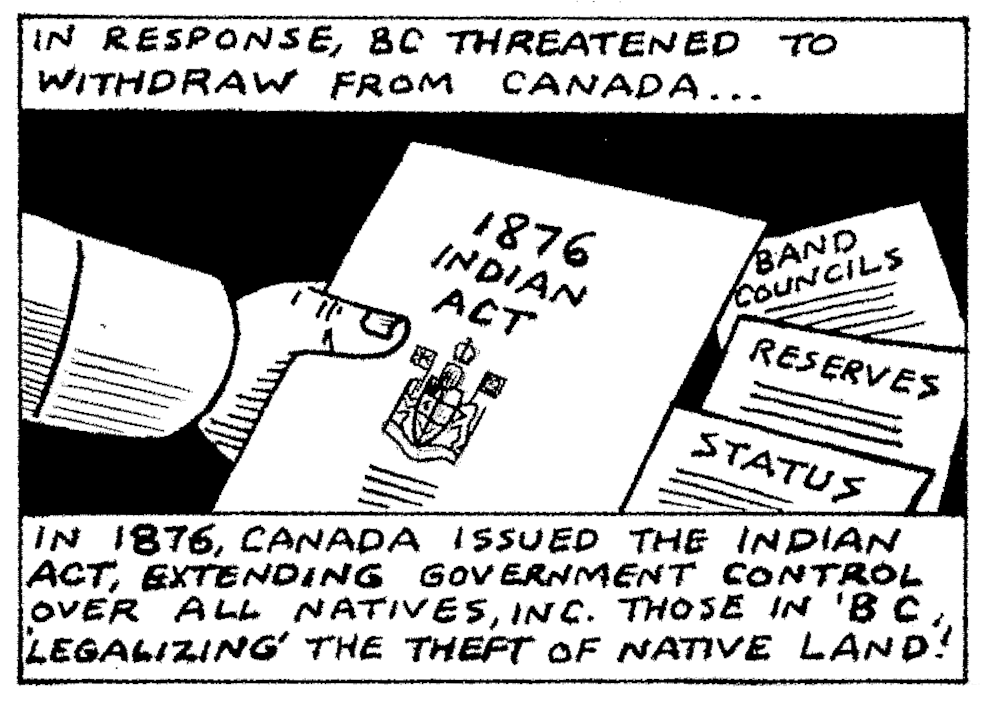 IN RESPONSE, BC THREATENED TO
WITHDRAW FROM CANADA...
1876
INDIAN
ACT
BAND
COUNCILS
RESERVES
STATUS
IN 1876, CANADA ISSUED THE INDIAN
ACT, EXTENDING GOVERNMENT CONTROL
OVER ALL NATIVES, INC. THOSE IN 'BC,
'LEGALIZING' THE THEFT OF NATIVE LAND!